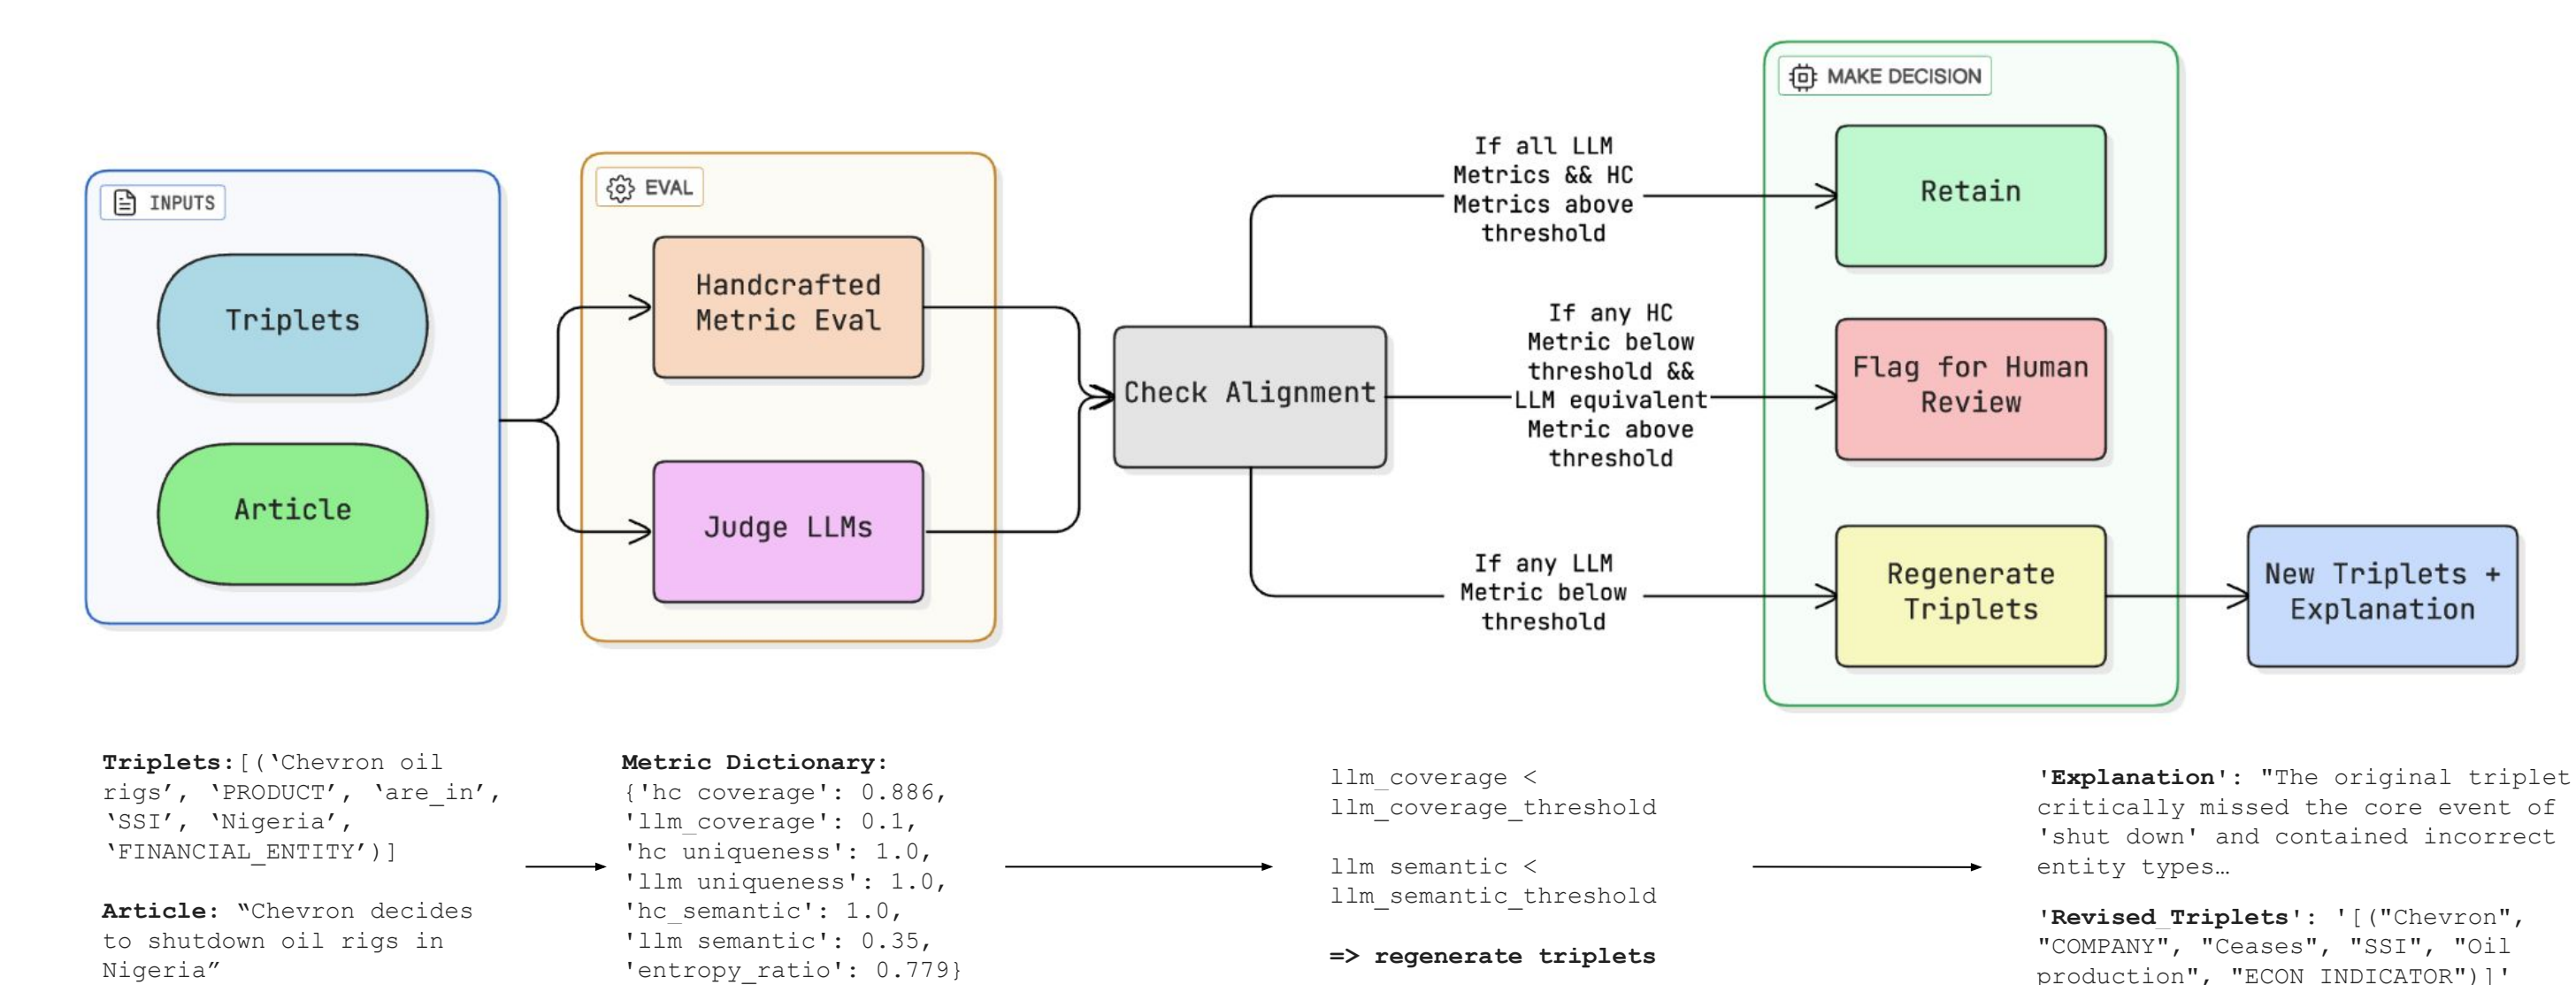 INPUTS
Triplets
Article
EVAL
Handcrafted
Metric Eval
Judge LLMs
Check Alignment
If all LLM
Metrics && HC
Metrics above
threshold
If any HC
Metric below
threshold &&
LLM equivalent
Metric above
threshold
If any LLM
Metric below
threshold
MAKE DECISION
Retain
Flag for Human
Review
Regenerate
Triplets
New Triplets +
Explanation
Triplets:[(‘Chevron oil
rigs’, ‘PRODUCT’, ‘are_in’,
‘SSI’, ‘Nigeria’,
‘FINANCIAL_ENTITY’)]
Article: “Chevron decides
to shutdown oil rigs in
Nigeria”
Metric Dictionary:
{'hc coverage': 0.886,
'llm_coverage': 0.1,
'hc uniqueness': 1.0,
'llm uniqueness': 1.0,
'hc_semantic': 1.0,
'llm semantic': 0.35,
'entropy_ratio': 0.779}
llm_coverage <
llm_coverage_threshold
llm semantic <
llm_semantic_threshold
=> regenerate triplets
'Explanation': "The original triplet
critically missed the core event of
'shut down' and contained incorrect
entity types…
'Revised_Triplets': '[("Chevron",
"COMPANY", "Ceases", "SSI", "Oil
production", "ECON INDICATOR")]'